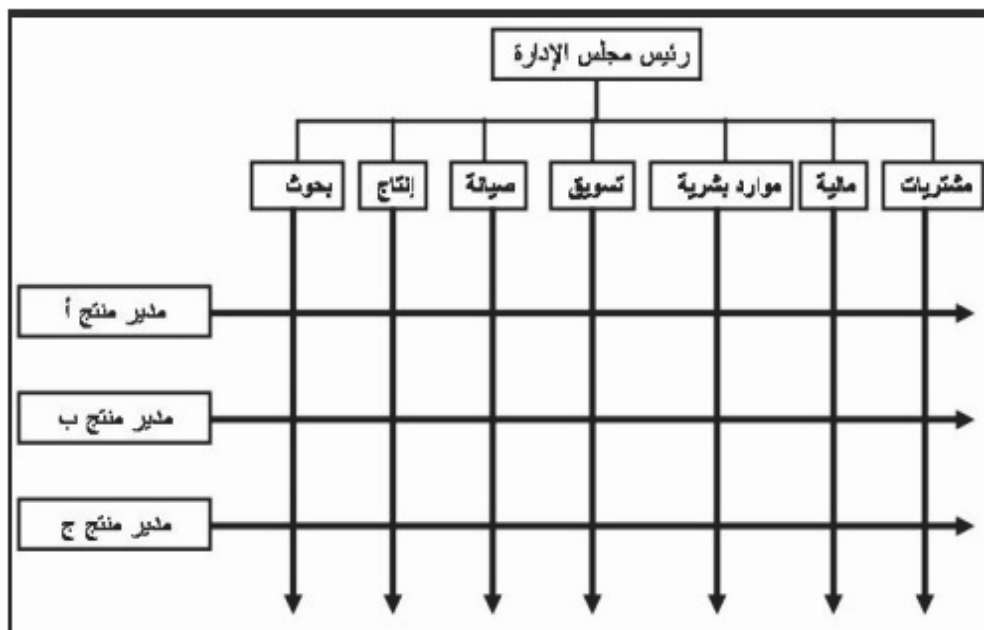 رئيس مجلس الإدارة
مشتريات
مالية
موارد بشرية
تسويق
صيانة
إنتاج
بحوث
مدير منتج أ
مدير منتج ب
مدير منتج ج